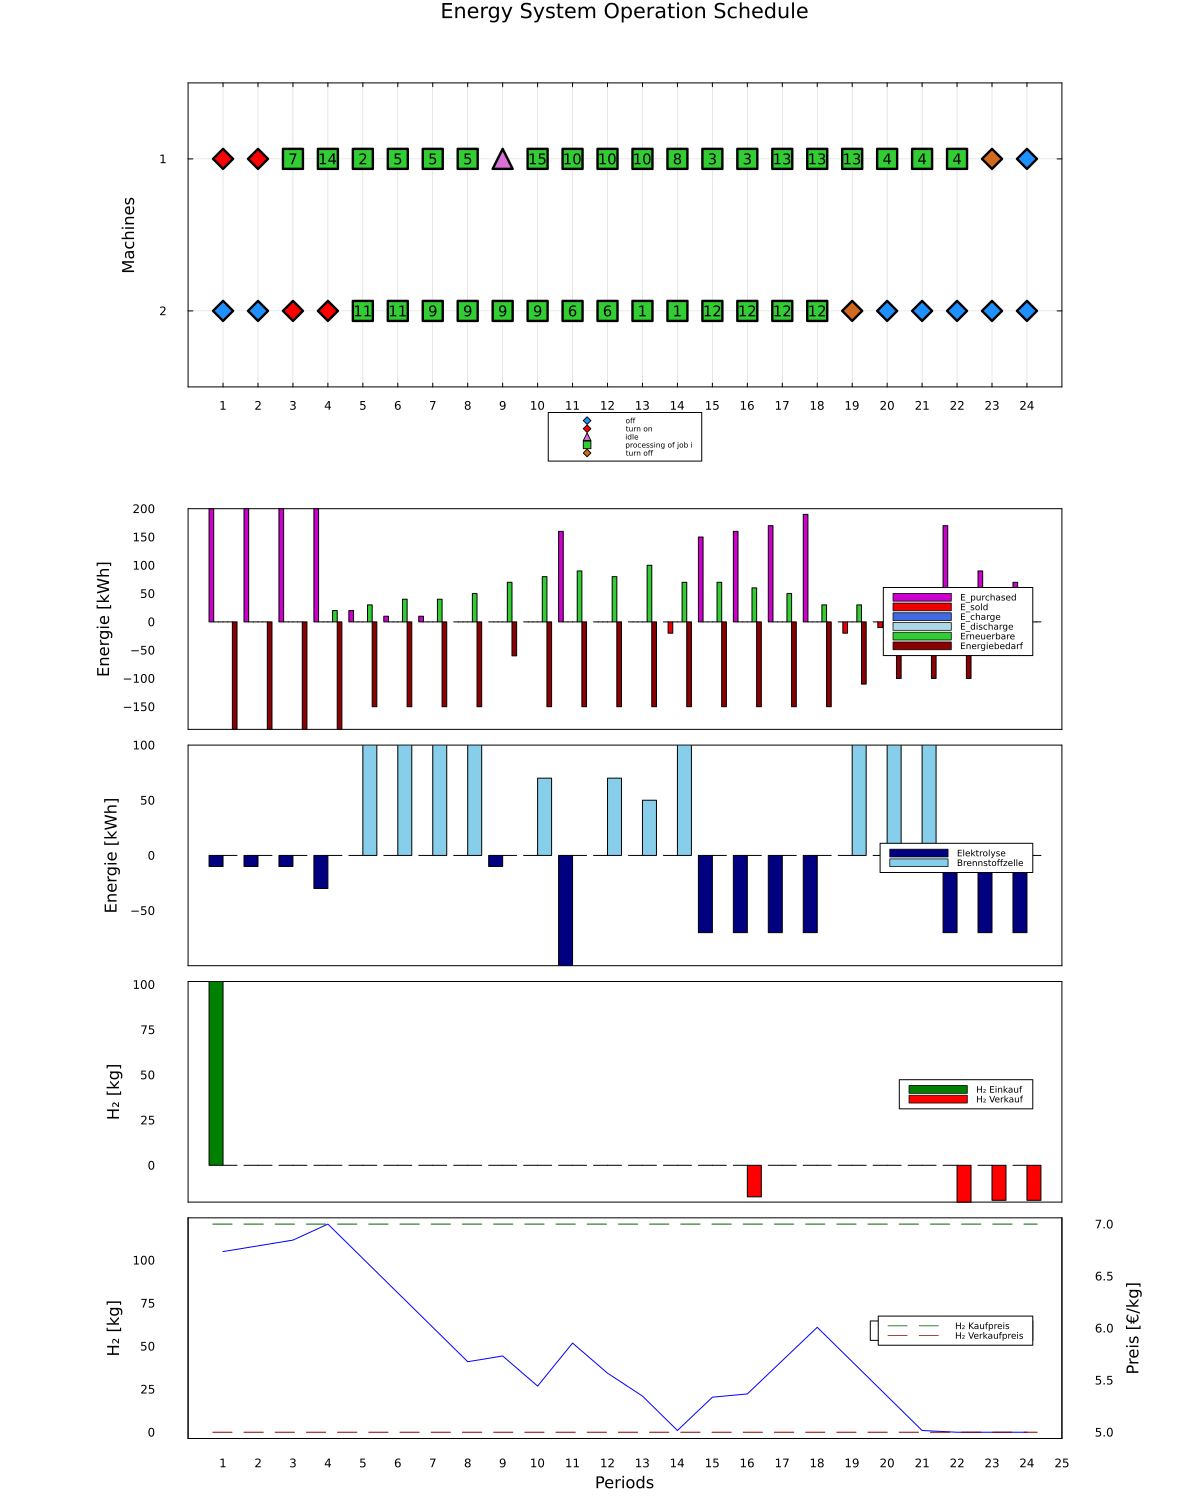 Energy System Operation Schedule
Machines
1
7 14 2 5 5 5 15 10 10 10 8 3 3 13 13 13 4 4 4
2
11 11 9 9 9 9 6 6 1 1 12 12 12 12
1 2 3 4 5 6 7 8 9 10 11 12 13 14 15 16 17 18 19 20 21 22 23 24
off
turn on
idle
processing of job i
turn off
Energie [kWh]
200
150
100
50
0
−50
−100
−150
E_purchased
E_sold
E_charge
E_discharge
Erneuerbare
Energiebedarf
Energie [kWh]
100
50
0
−50
Elektrolyse
Brennstoffzelle
H₂ [kg]
100
75
50
25
0
H₂ Einkauf
H₂ Verkauf
H₂ [kg]
100
75
50
25
0
H₂ Kaufpreis
H₂ Verkaufpreis
7.0
6.5
6.0
5.5
5.0
Preis [€/kg]
1 2 3 4 5 6 7 8 9 10 11 12 13 14 15 16 17 18 19 20 21 22 23 24 25
Periods